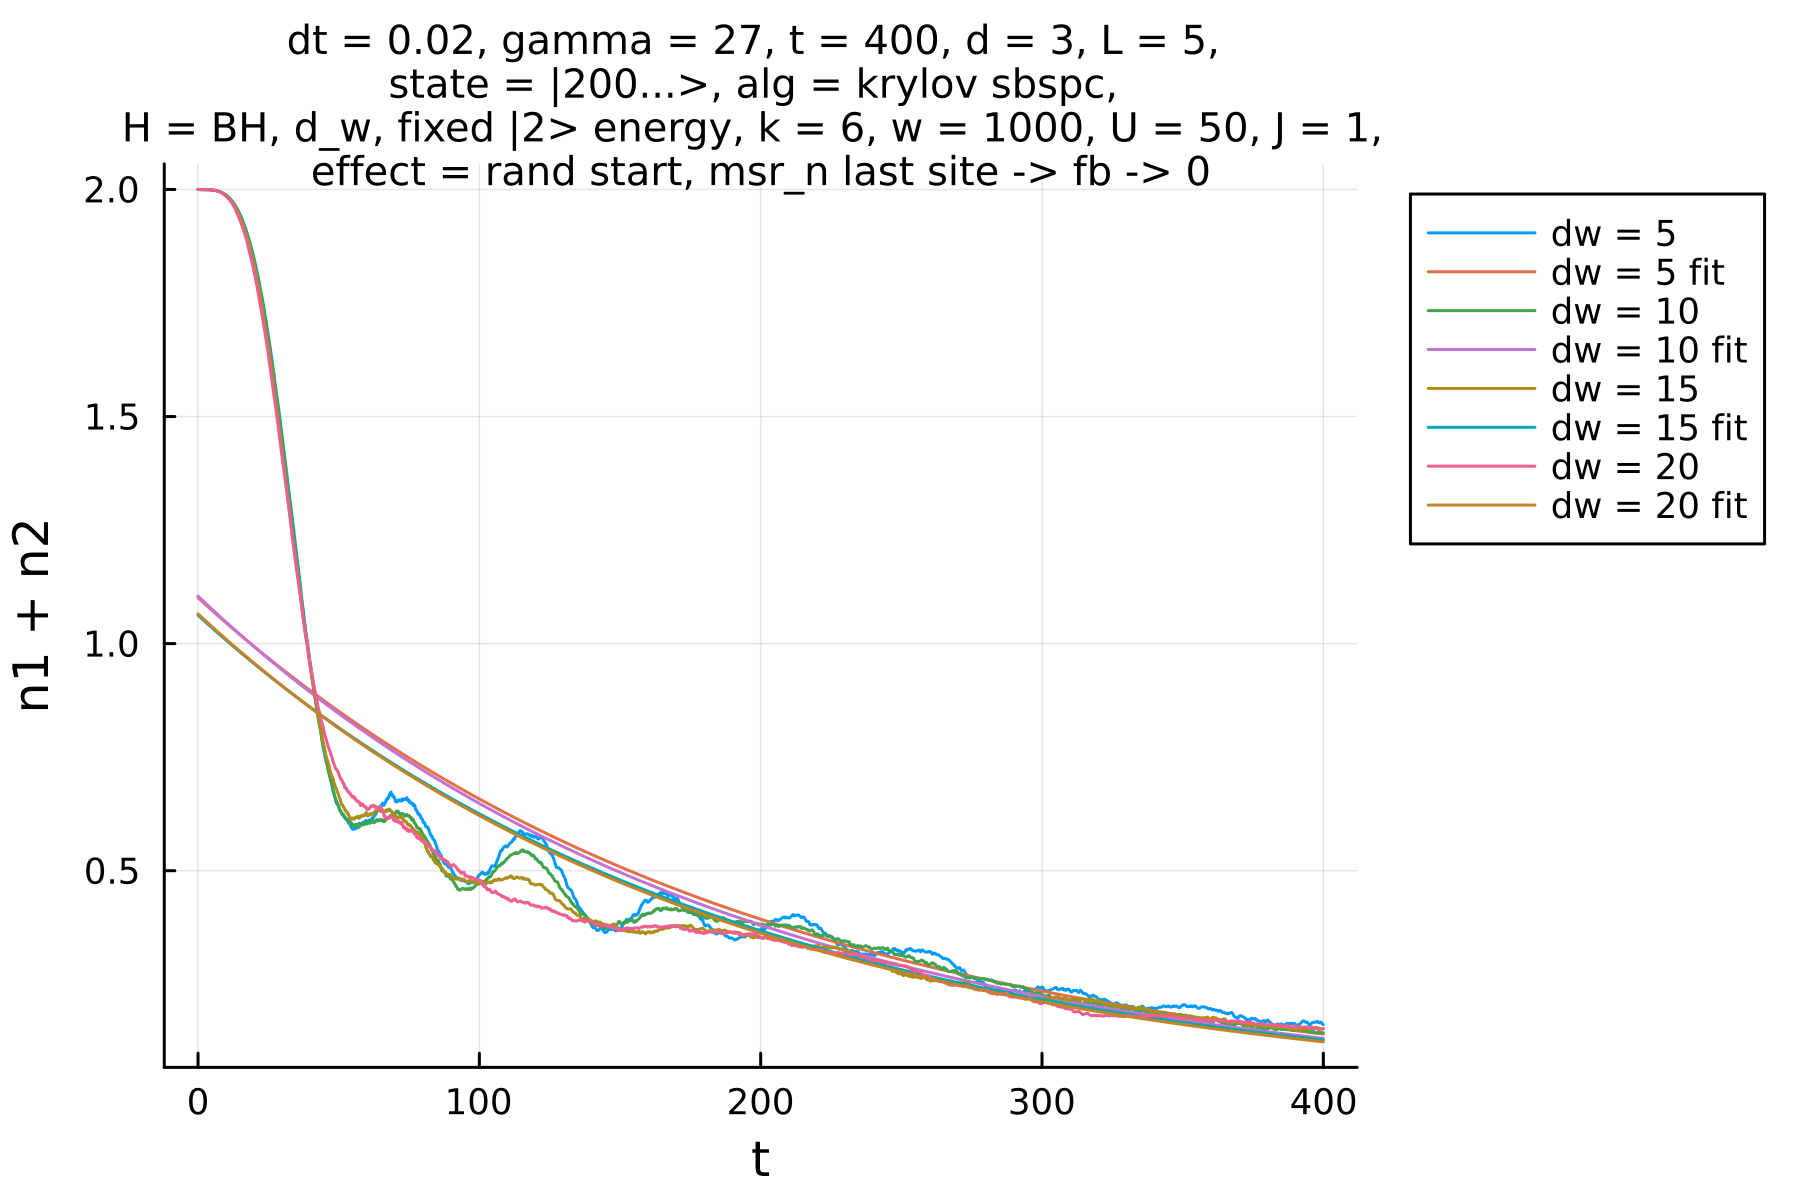 dt = 0.02, gamma = 27, t = 400, d = 3, L = 5,
state = |200...>, alg = krylov sbspc,
H = BH, d_w, fixed |2> energy, k = 6, w = 1000, U = 50, J = 1,
effect = rand start, msr_n last site -> fb -> 0
2.0
1.5
1.0
0.5
n1 + n2
0
100
200
300
400
t
dw = 5
dw = 5 fit
dw = 10
dw = 10 fit
dw = 15
dw = 15 fit
dw = 20
dw = 20 fit